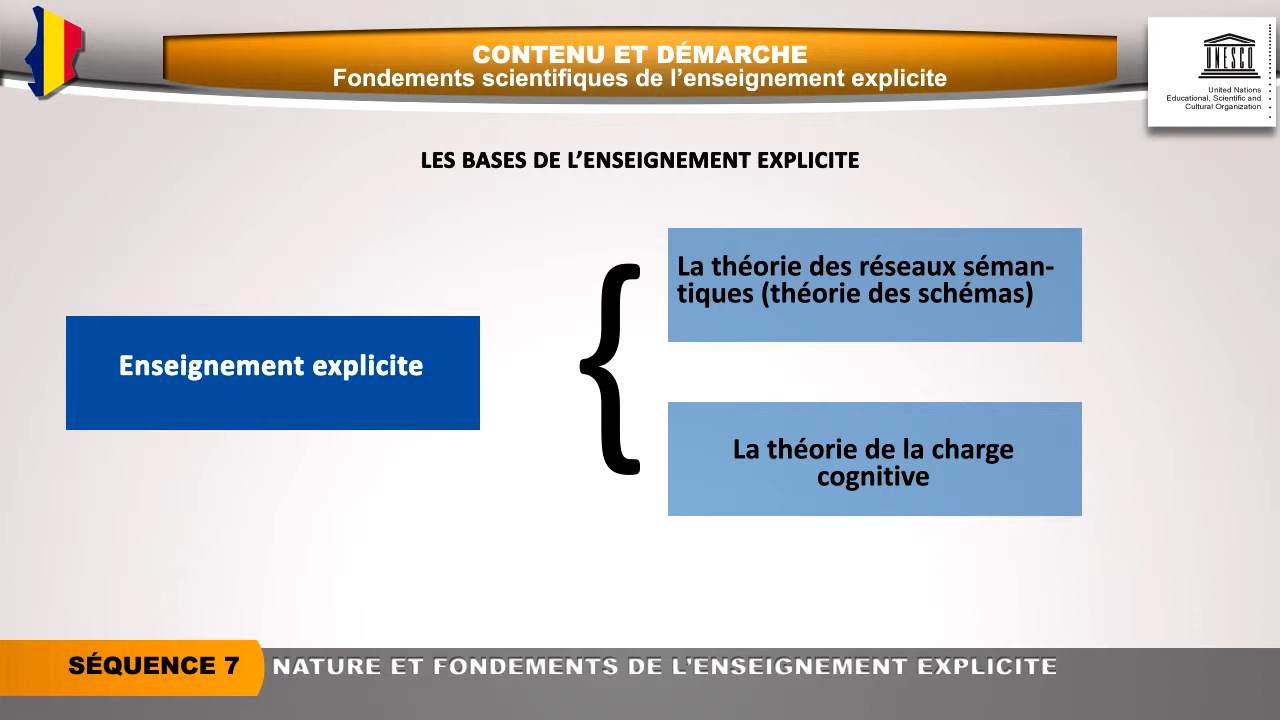 CONTENU ET DÉMARCHE
Fondements scientifiques de l’enseignement explicite
UNESCO
United Nations
Educational, Scientific and
Cultural Organization
LES BASES DE L’ENSEIGNEMENT EXPLICITE
La théorie des réseaux séman-
tiques (théorie des schémas)
Enseignement explicite
La théorie de la charge
cognitive
SÉQUENCE 7
NATURE ET FONDEMENTS DE L'ENSEIGNEMENT EXPLICITE